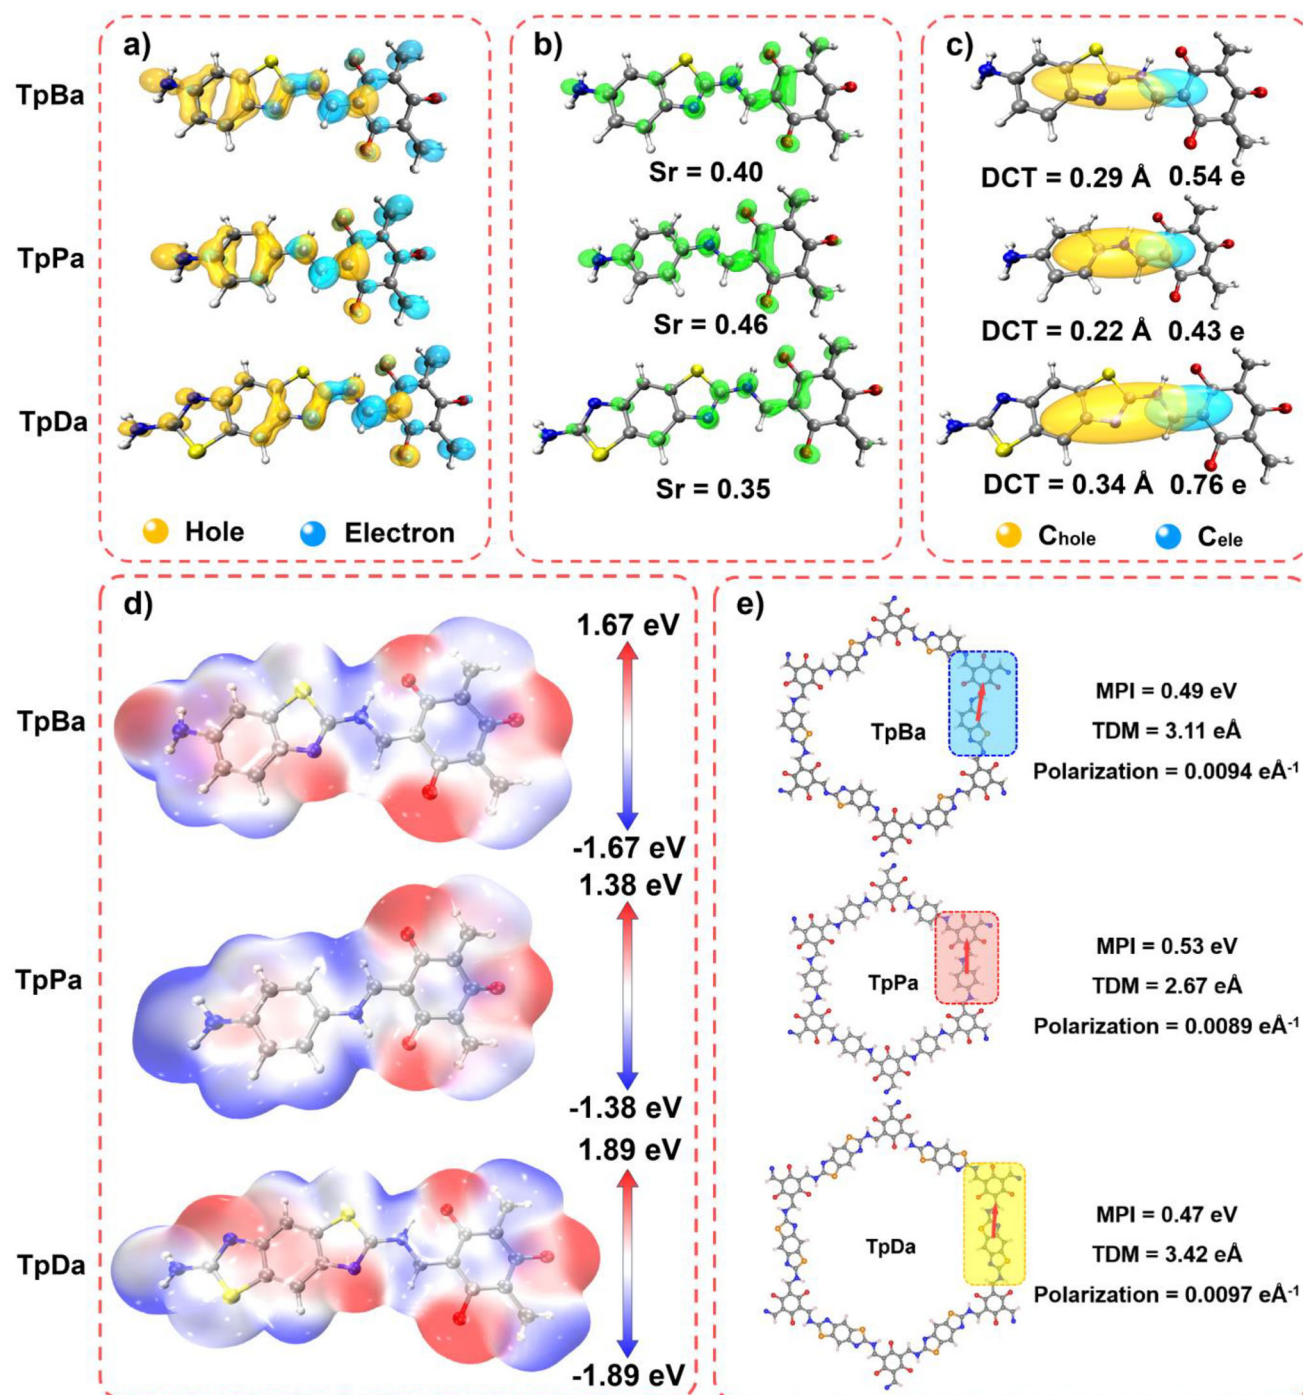 a)
TpBa
TpPa
TpDa
Hole Electron
b)
Sr = 0.40
Sr = 0.46
Sr = 0.35
c)
DCT = 0.29 Å 0.54 e
DCT = 0.22 Å 0.43 e
DCT = 0.34 Å 0.76 e
Chole Cele
d)
TpBa
1.67 eV
-1.67 eV
TpPa
1.38 eV
-1.38 eV
TpDa
1.89 eV
-1.89 eV
e)
TpBa
MPI = 0.49 eV
TDM = 3.11 eÅ
Polarization = 0.0094 eÅ-1
TpPa
MPI = 0.53 eV
TDM = 2.67 eÅ
Polarization = 0.0089 eÅ-1
TpDa
MPI = 0.47 eV
TDM = 3.42 eÅ
Polarization = 0.0097 eÅ-1